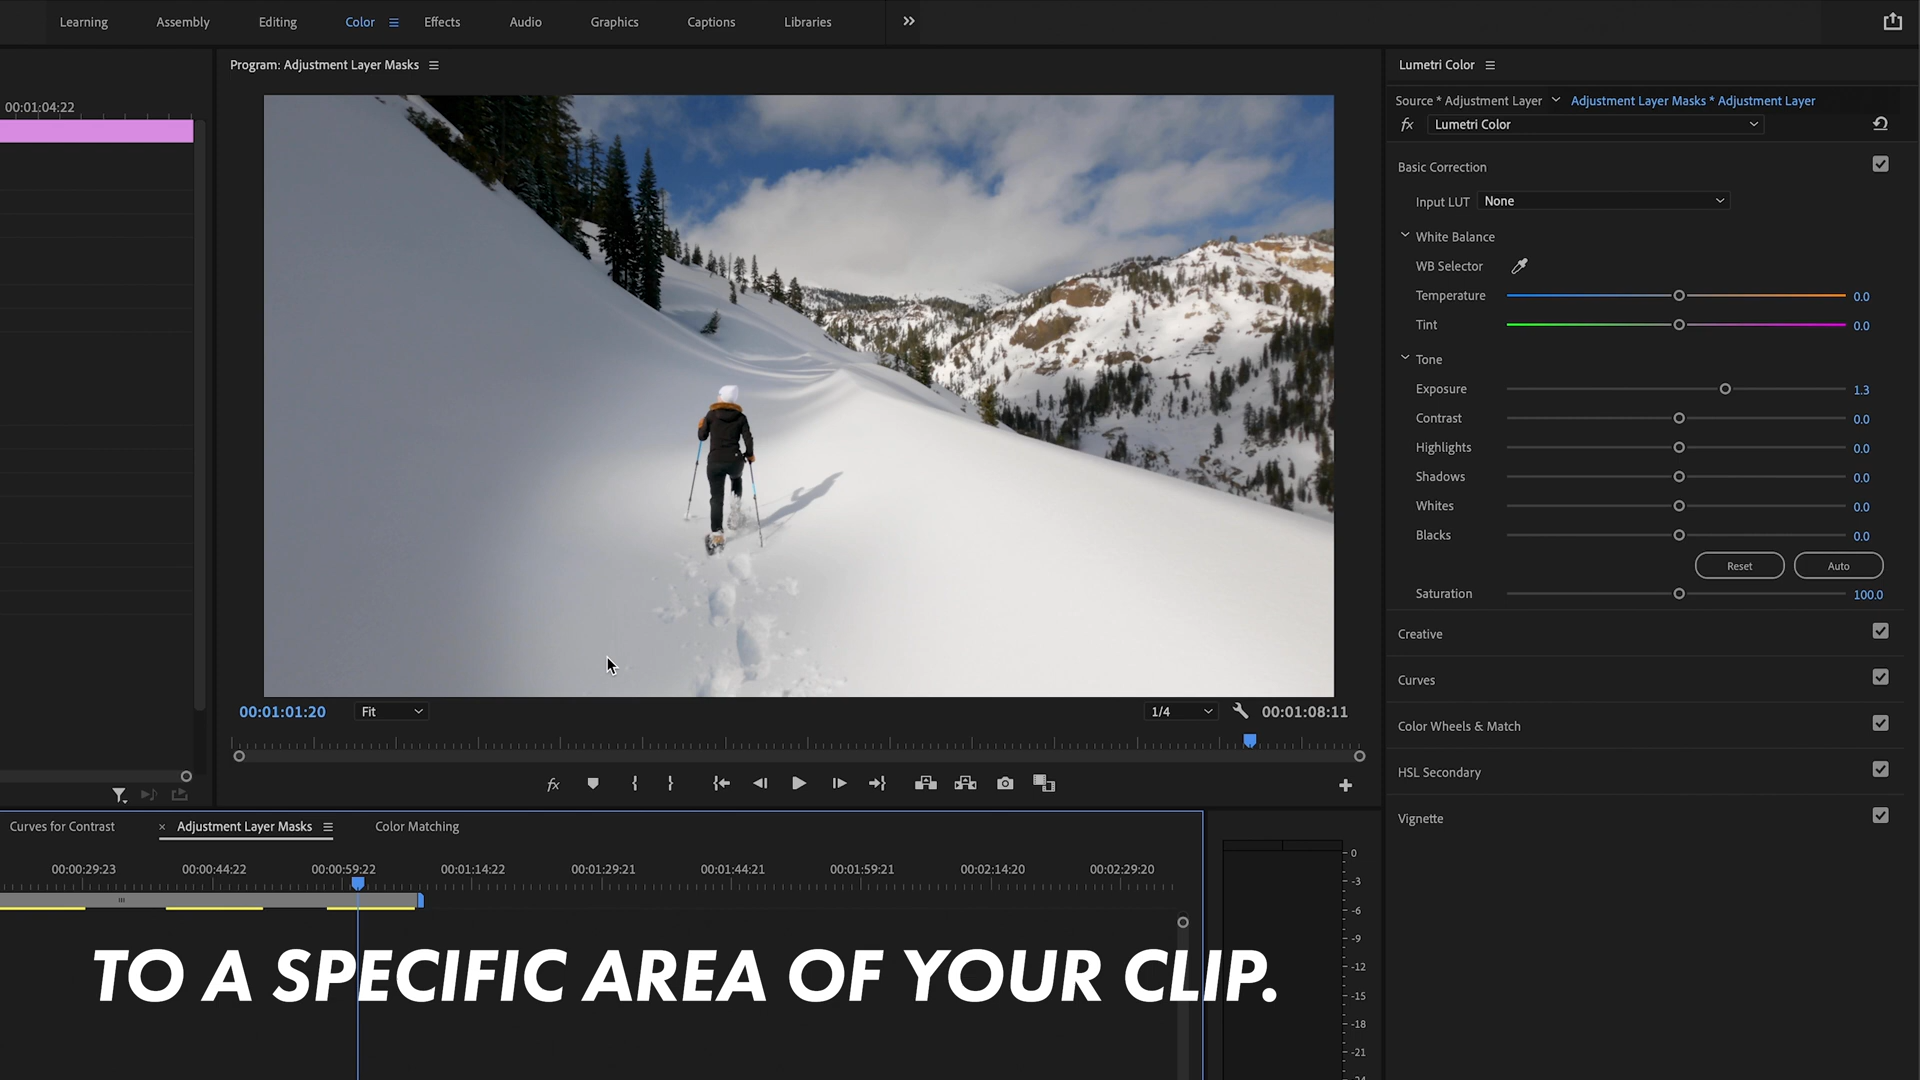 Learning Assembly Editing Color Effects Audio Graphics Captions Libraries
Program: Adjustment Layer Masks
Lumetri Color
00:01:04:22
Source * Adjustment Layer Adjustment Layer Masks * Adjustment Layer
fx Lumetri Color
Basic Correction
Input LUT None
White Balance
WB Selector
Temperature 0.0
Tint 0.0
Tone
Exposure 1.3
Contrast 0.0
Highlights 0.0
Shadows 0.0
Whites 0.0
Blacks 0.0
Reset Auto
Saturation 100.0
Creative
Curves
Color Wheels & Match
HSL Secondary
Vignette
00:01:01:20 Fit 1/4 00:01:08:11
fx
Curves for Contrast Adjustment Layer Masks Color Matching
00:00:29:23 00:00:44:22 00:00:59:22 00:01:14:22 00:01:29:21 00:01:44:21 00:01:59:21 00:02:14:20 00:02:29:20
TO A SPECIFIC AREA OF YOUR CLIP.
0
-3
-6
-9
-12
-15
-18
-21